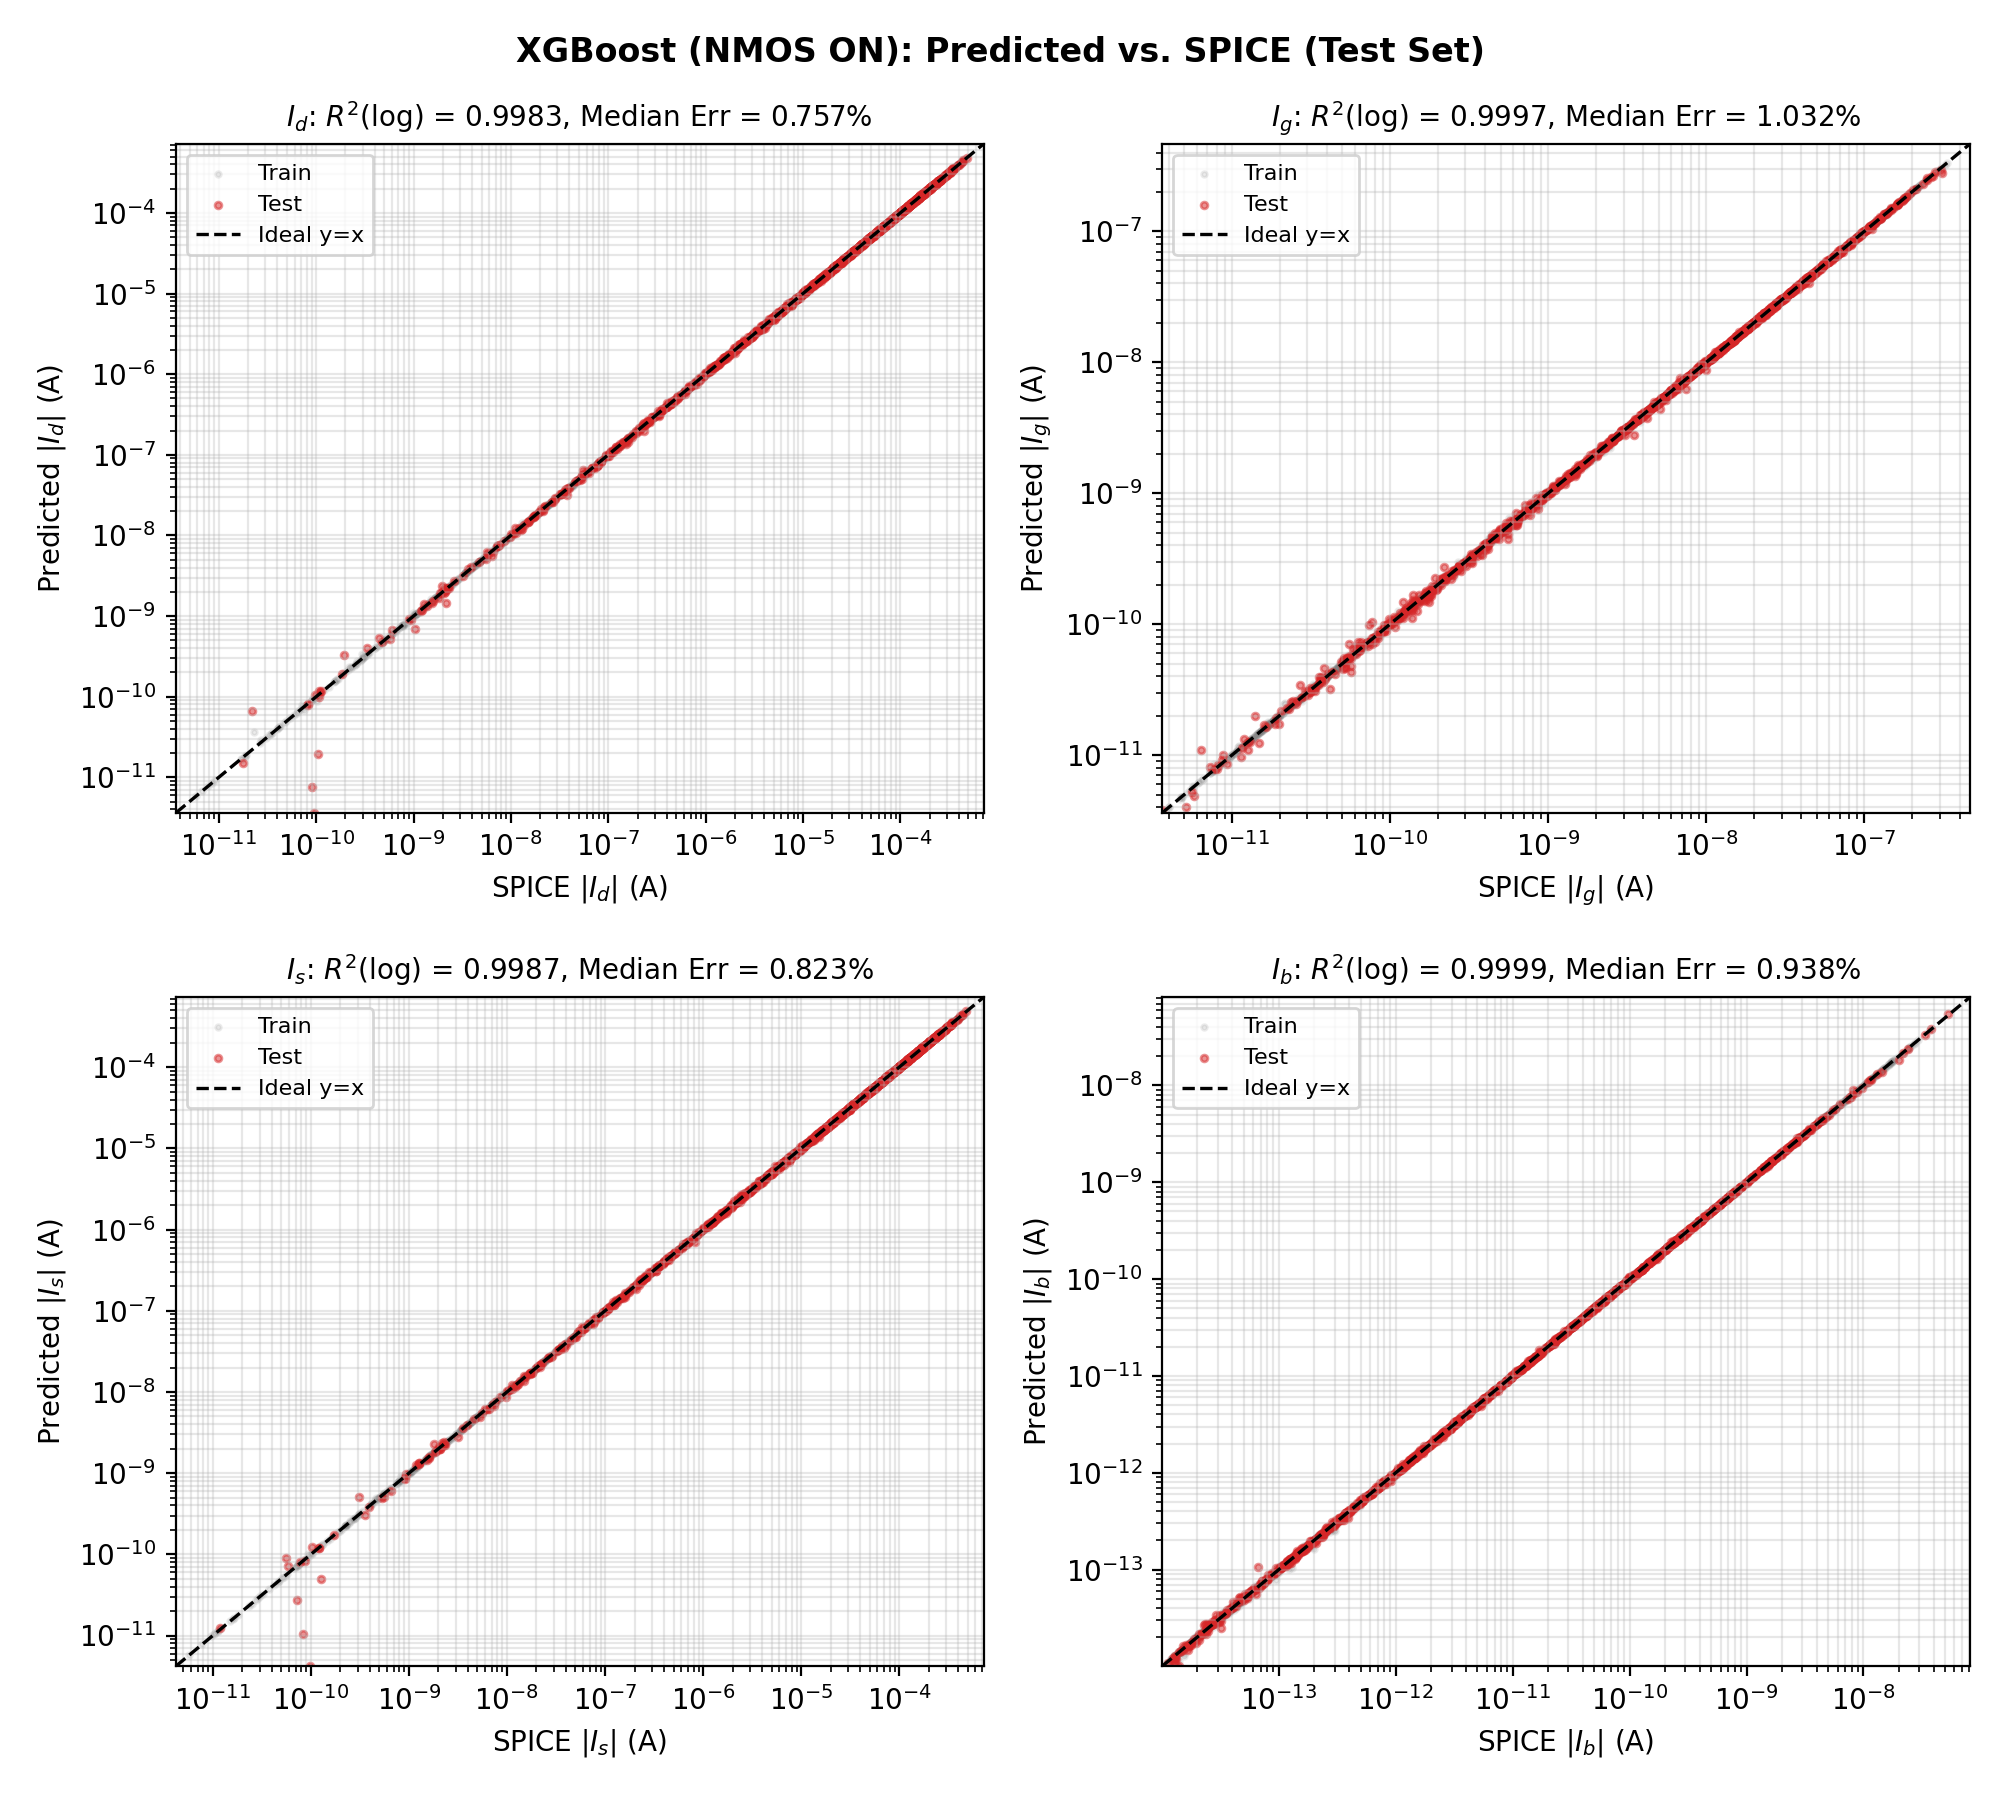 XGBoost (NMOS ON): Predicted vs. SPICE (Test Set)
I_d: R²(log) = 0.9983, Median Err = 0.757%
Train
Test
Ideal y=x
10⁻⁴
10⁻⁵
10⁻⁶
10⁻⁷
10⁻⁸
10⁻⁹
10⁻¹⁰
10⁻¹¹
Predicted |I_d| (A)
10⁻¹¹ 10⁻¹⁰ 10⁻⁹ 10⁻⁸ 10⁻⁷ 10⁻⁶ 10⁻⁵ 10⁻⁴
SPICE |I_d| (A)
I_g: R²(log) = 0.9997, Median Err = 1.032%
Train
Test
Ideal y=x
10⁻⁷
10⁻⁸
10⁻⁹
10⁻¹⁰
10⁻¹¹
Predicted |I_g| (A)
10⁻¹¹ 10⁻¹⁰ 10⁻⁹ 10⁻⁸ 10⁻⁷
SPICE |I_g| (A)
I_s: R²(log) = 0.9987, Median Err = 0.823%
Train
Test
Ideal y=x
10⁻⁴
10⁻⁵
10⁻⁶
10⁻⁷
10⁻⁸
10⁻⁹
10⁻¹⁰
10⁻¹¹
Predicted |I_s| (A)
10⁻¹¹ 10⁻¹⁰ 10⁻⁹ 10⁻⁸ 10⁻⁷ 10⁻⁶ 10⁻⁵ 10⁻⁴
SPICE |I_s| (A)
I_b: R²(log) = 0.9999, Median Err = 0.938%
Train
Test
Ideal y=x
10⁻⁸
10⁻⁹
10⁻¹⁰
10⁻¹¹
10⁻¹²
10⁻¹³
Predicted |I_b| (A)
10⁻¹³ 10⁻¹² 10⁻¹¹ 10⁻¹⁰ 10⁻⁹ 10⁻⁸
SPICE |I_b| (A)